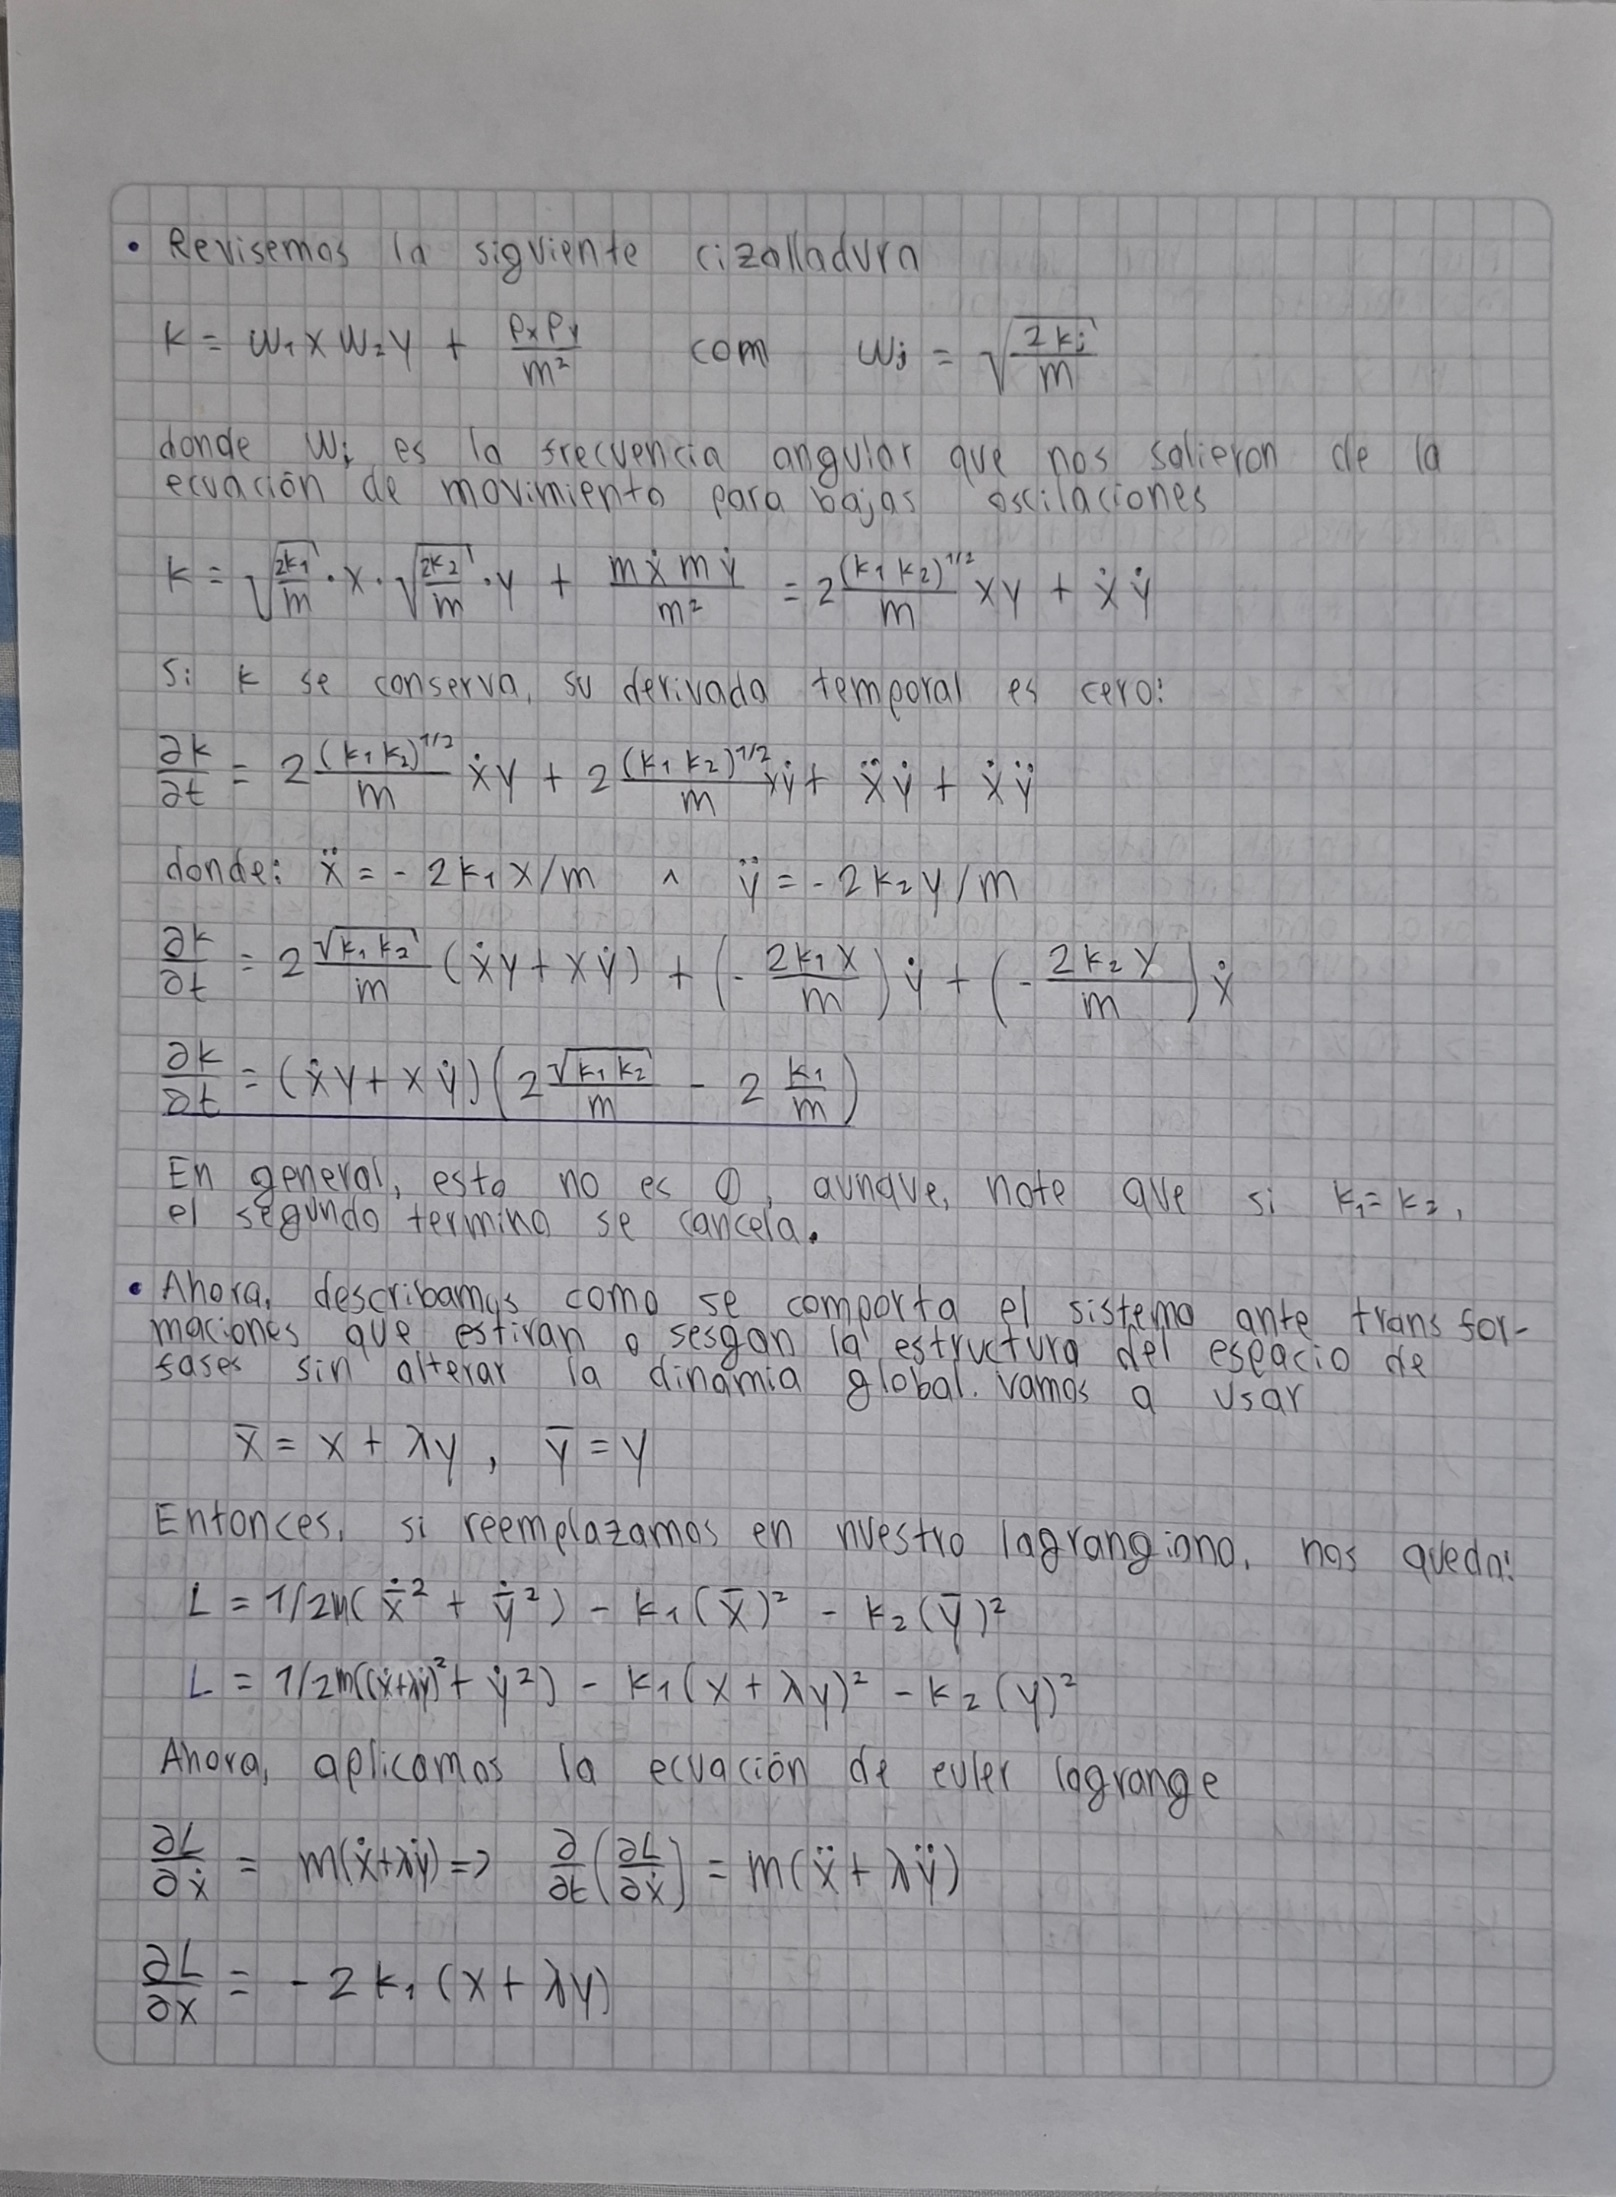 • Revisemos la siguiente cizalladura
K = W₁ X W₂ Y + PₓPᵧ/m² com Wᵢ = √(2kᵢ/m)
donde Wᵢ es la frecuencia angular que nos salieron de la
ecuación de movimiento para bajas oscilaciones
K = √(2k₁/m) · X · √(2k₂/m) · Y + mẋmẏ/m² = 2 (k₁k₂)^1/2/m XY + ẋẏ
Si K se conserva, su derivada temporal es cero:
∂k/∂t = 2 (k₁k₂)^1/2/m ẋy + 2 (k₁k₂)^1/2/m xẏ + ẍẏ + ẋÿ
donde: ẍ = - 2k₁x/m ^ ÿ = - 2k₂y/m
∂k/∂t = 2 √(k₁k₂)/m (ẋy + xẏ) + (- 2k₁x/m) ẏ + (- 2k₂y/m) ẋ
∂k/∂t = (ẋy + xẏ)(2 √(k₁k₂)/m - 2 k₁/m)
En general, esto no es 0, aunque, note que si k₁ = k₂,
el segundo termino se cancela.
• Ahora, describamos como se comporta el sistema ante transfor-
maciones que estiran o sesgan la estructura del espacio de
fases sin alterar la dinamia global. vamos a usar
x̄ = x + λy, ȳ = y
Entonces, si reemplazamos en nuestro lagrangiano, nos queda:
L = 1/2m(ẋ̄² + ẏ̄²) - k₁(x̄)² - k₂(ȳ)²
L = 1/2m((ẋ+λẏ)² + ẏ²) - k₁(x + λy)² - k₂(y)²
Ahora, aplicamos la ecuación de euler lagrange
∂L/∂ẋ = m(ẋ+λẏ) => ∂/∂t (∂L/∂ẋ) = m(ẍ + λÿ)
∂L/∂x = - 2k₁(x + λy)